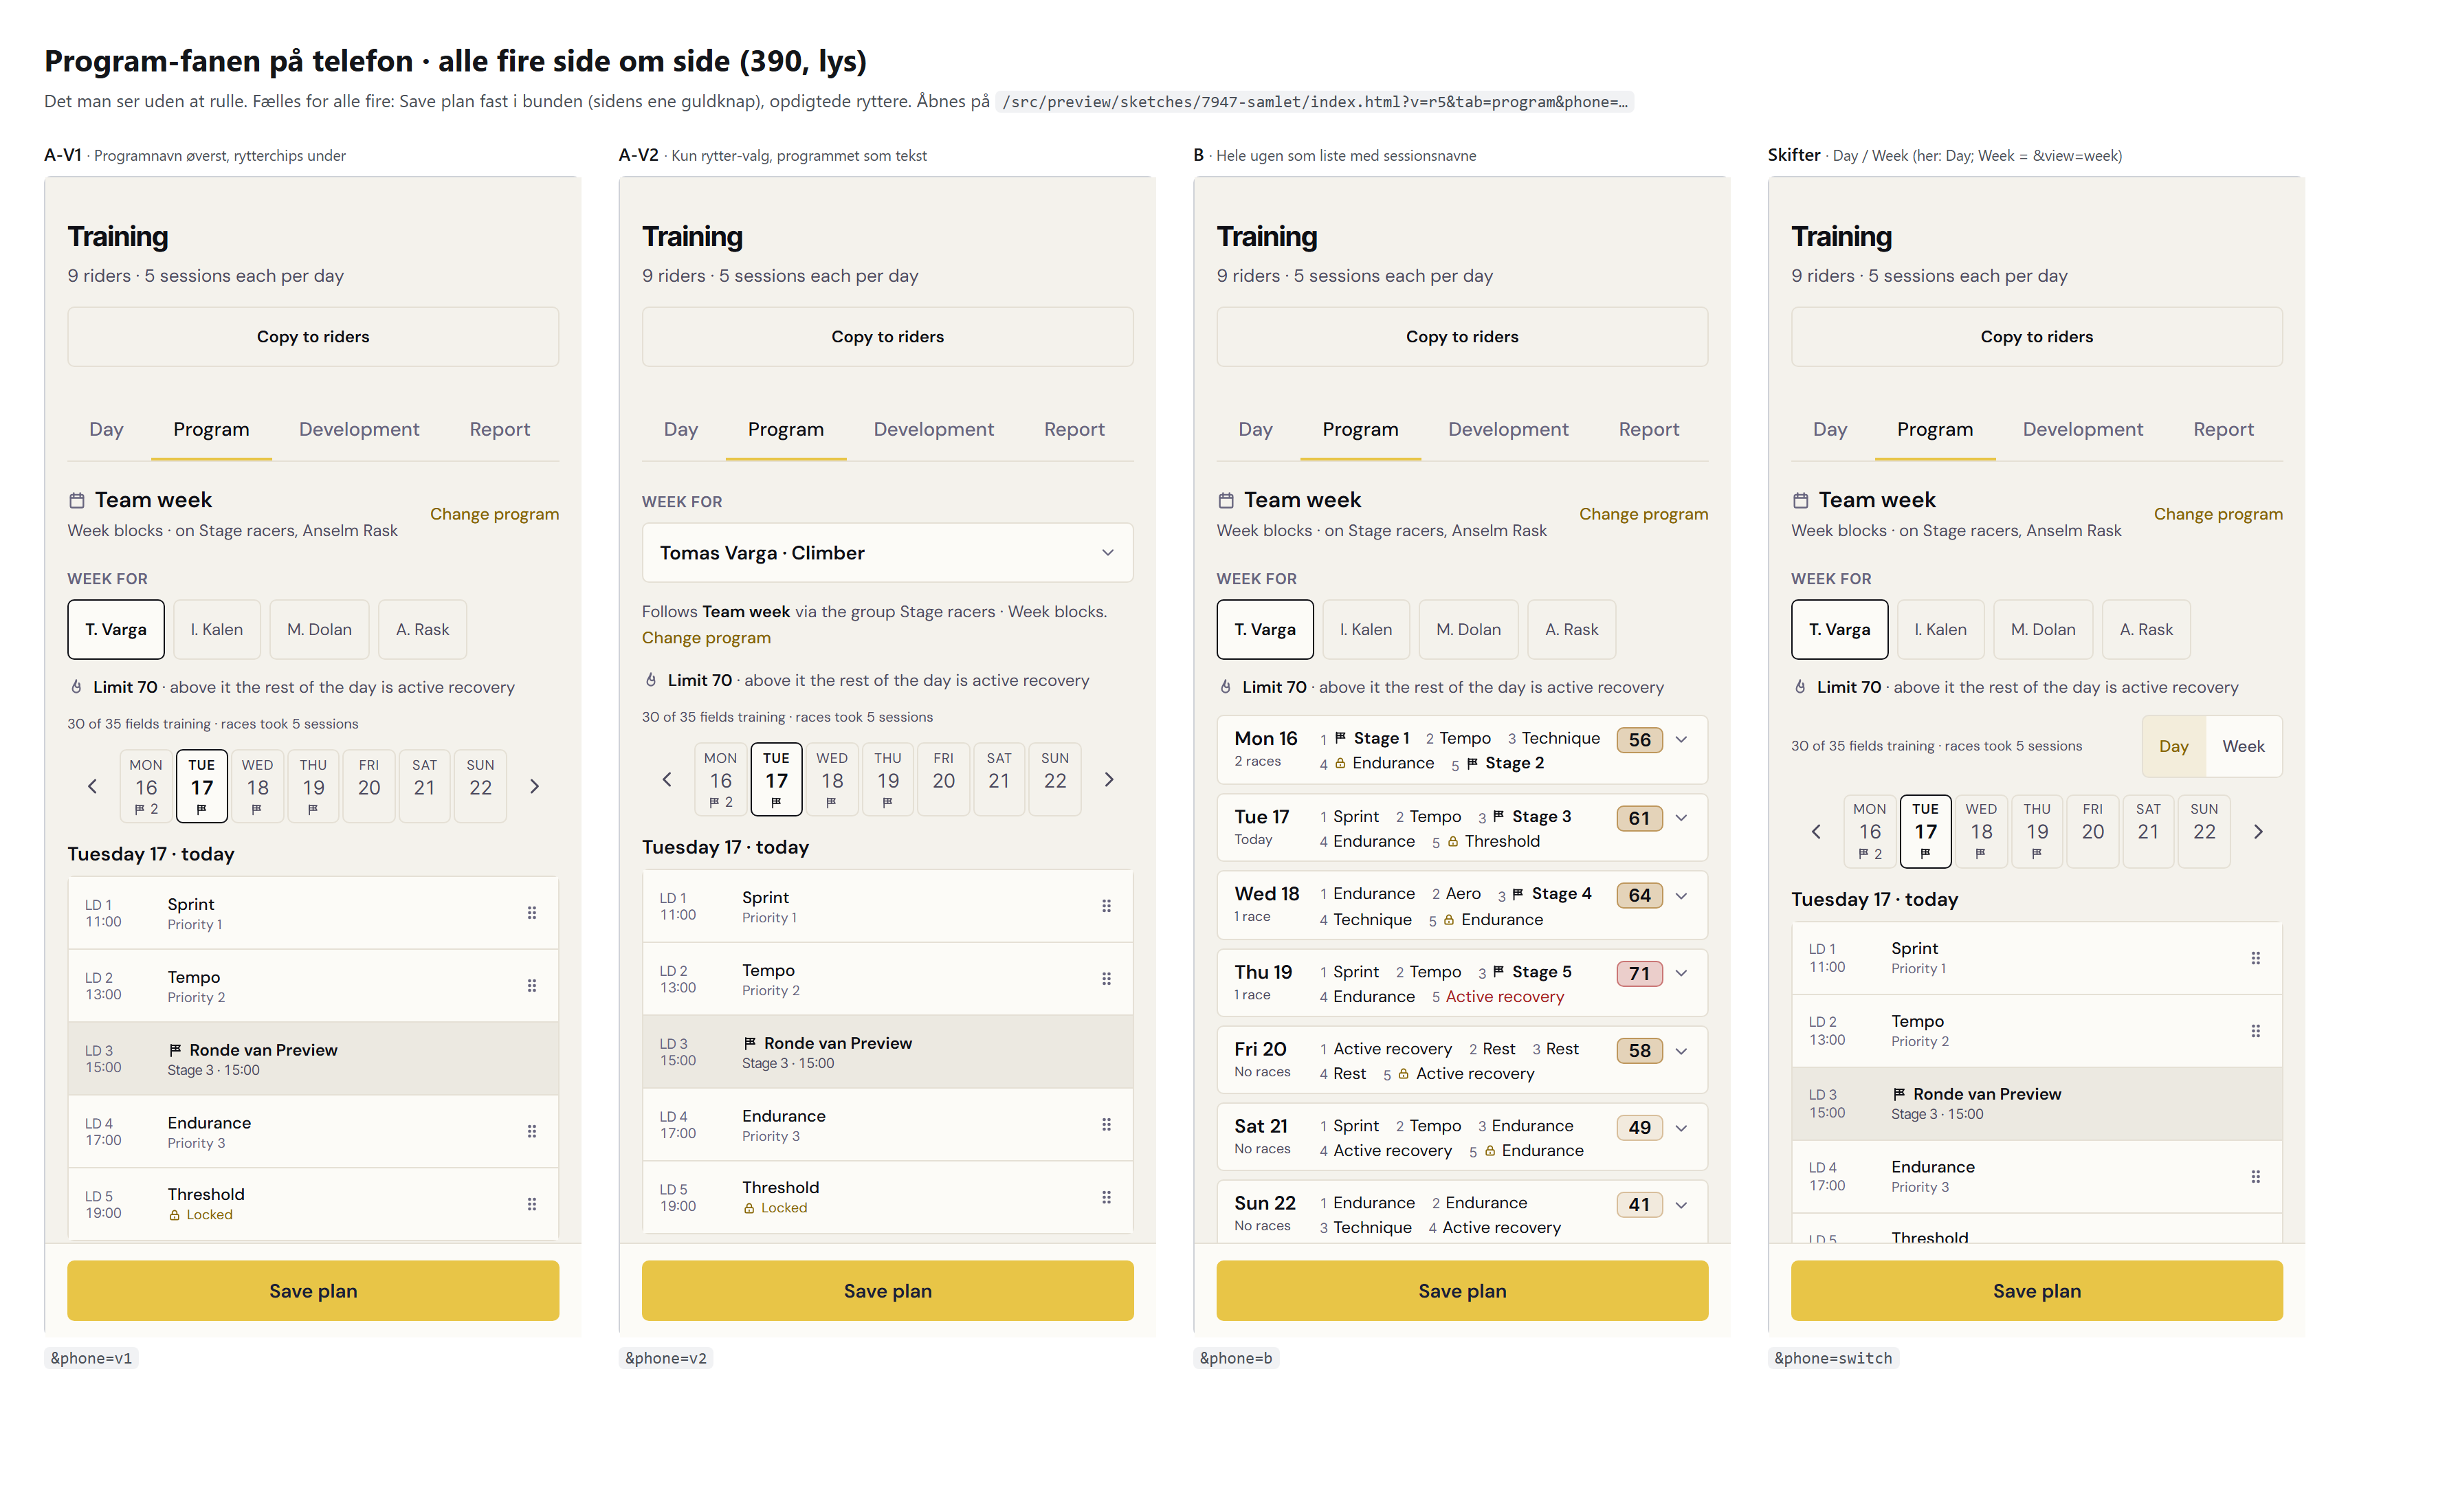 Program-fanen på telefon · alle fire side om side (390, lys)
Det man ser uden at rulle. Fælles for alle fire: Save plan fast i bunden (sidens ene guldknap), opdigtede ryttere. Åbnes på /src/preview/sketches/7947-samlet/index.html?v=r5&tab=program&phone=…
A-V1 · Programnavn øverst, rytterchips under
Training
9 riders · 5 sessions each per day
Copy to riders
Day Program Development Report
Team week
Week blocks · on Stage racers, Anselm Rask
Change program
WEEK FOR
T. Varga I. Kalen M. Dolan A. Rask
Limit 70 · above it the rest of the day is active recovery
30 of 35 fields training · races took 5 sessions
MON TUE WED THU FRI SAT SUN
16 17 18 19 20 21 22
2
Tuesday 17 · today
LD 1 Sprint
11:00 Priority 1
LD 2 Tempo
13:00 Priority 2
LD 3 Ronde van Preview
15:00 Stage 3 · 15:00
LD 4 Endurance
17:00 Priority 3
LD 5 Threshold
19:00 Locked
Save plan
&phone=v1
A-V2 · Kun rytter-valg, programmet som tekst
Training
9 riders · 5 sessions each per day
Copy to riders
Day Program Development Report
WEEK FOR
Tomas Varga · Climber
Follows Team week via the group Stage racers · Week blocks.
Change program
Limit 70 · above it the rest of the day is active recovery
30 of 35 fields training · races took 5 sessions
MON TUE WED THU FRI SAT SUN
16 17 18 19 20 21 22
2
Tuesday 17 · today
LD 1 Sprint
11:00 Priority 1
LD 2 Tempo
13:00 Priority 2
LD 3 Ronde van Preview
15:00 Stage 3 · 15:00
LD 4 Endurance
17:00 Priority 3
LD 5 Threshold
19:00 Locked
Save plan
&phone=v2
B · Hele ugen som liste med sessionsnavne
Training
9 riders · 5 sessions each per day
Copy to riders
Day Program Development Report
Team week
Week blocks · on Stage racers, Anselm Rask
Change program
WEEK FOR
T. Varga I. Kalen M. Dolan A. Rask
Limit 70 · above it the rest of the day is active recovery
Mon 16 1 Stage 1 2 Tempo 3 Technique 56
2 races 4 Endurance 5 Stage 2
Tue 17 1 Sprint 2 Tempo 3 Stage 3 61
Today 4 Endurance 5 Threshold
Wed 18 1 Endurance 2 Aero 3 Stage 4 64
1 race 4 Technique 5 Endurance
Thu 19 1 Sprint 2 Tempo 3 Stage 5 71
1 race 4 Endurance 5 Active recovery
Fri 20 1 Active recovery 2 Rest 3 Rest 58
No races 4 Rest 5 Active recovery
Sat 21 1 Sprint 2 Tempo 3 Endurance 49
No races 4 Active recovery 5 Endurance
Sun 22 1 Endurance 2 Endurance 41
No races 3 Technique 4 Active recovery
Save plan
&phone=b
Skifter · Day / Week (her: Day; Week = &view=week)
Training
9 riders · 5 sessions each per day
Copy to riders
Day Program Development Report
Team week
Week blocks · on Stage racers, Anselm Rask
Change program
WEEK FOR
T. Varga I. Kalen M. Dolan A. Rask
Limit 70 · above it the rest of the day is active recovery
30 of 35 fields training · races took 5 sessions
Day Week
MON TUE WED THU FRI SAT SUN
16 17 18 19 20 21 22
2
Tuesday 17 · today
LD 1 Sprint
11:00 Priority 1
LD 2 Tempo
13:00 Priority 2
LD 3 Ronde van Preview
15:00 Stage 3 · 15:00
LD 4 Endurance
17:00 Priority 3
LD 5 Threshold
Save plan
&phone=switch